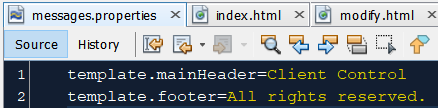 messages.properties index.html modify.html
Source History
1 template.mainHeader=Client Control
2 template.footer=All rights reserved.